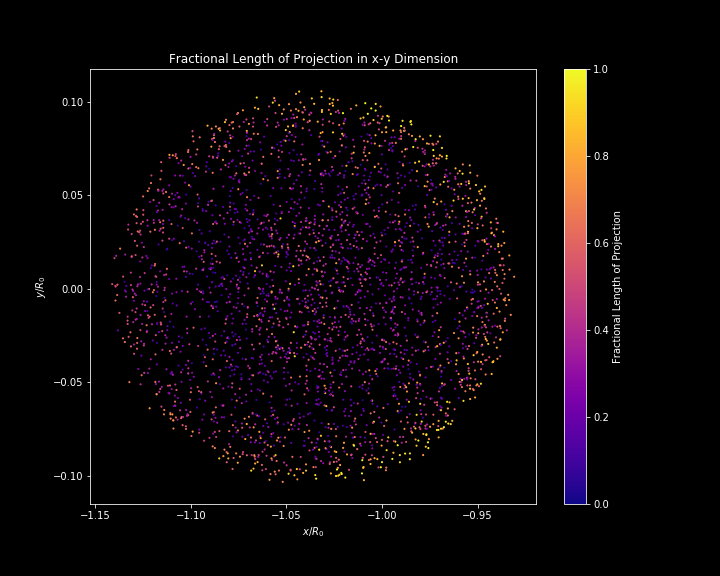 Fractional Length of Projection in x-y Dimension
1.0
0.10
0.8
0.05
0.6
y/R₀
0.00
Fractional Length of Projection
0.4
−0.05
0.2
−0.10
0.0
−1.15 −1.10 −1.05 −1.00 −0.95
x/R₀